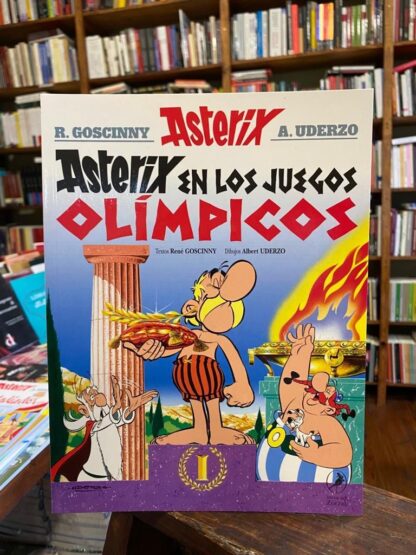 R. GOSCINNY Asterix A. UDERZO
Asterix EN LOS JUEGOS
OLÍMPICOS
Textos René GOSCINNY Dibujos Albert UDERZO
I